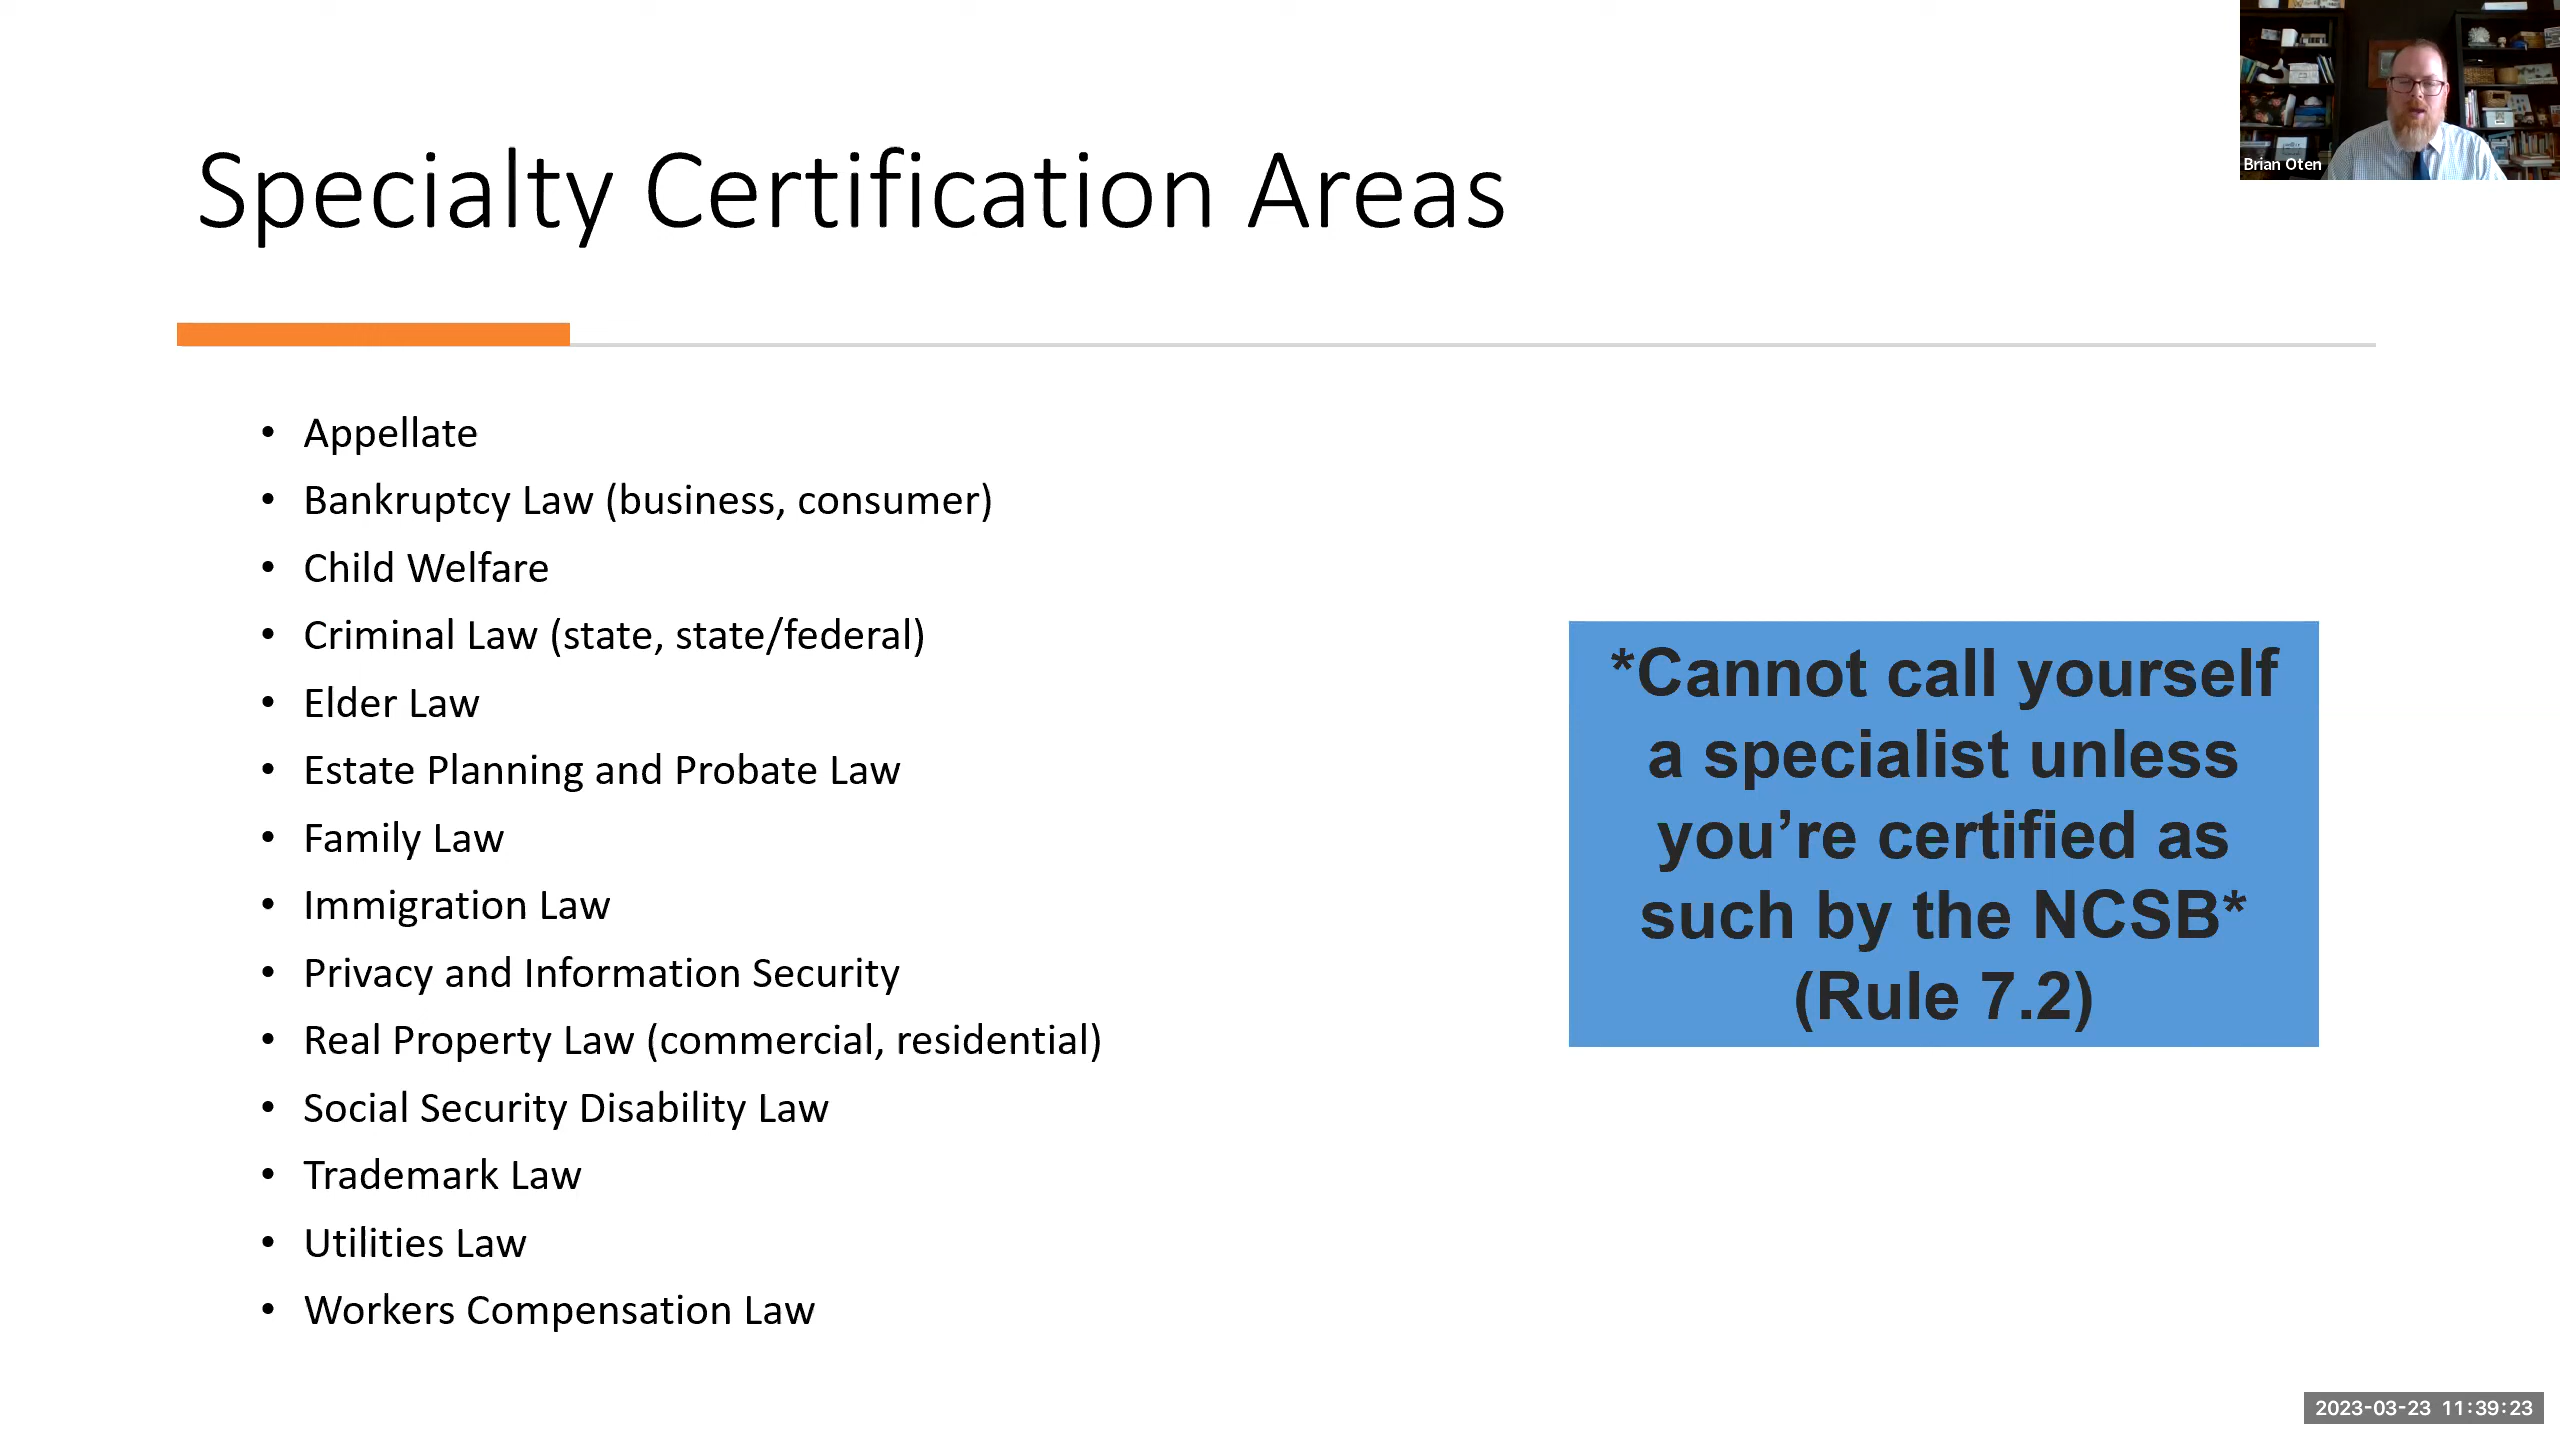 Specialty Certification Areas
Brian Oten
• Appellate
• Bankruptcy Law (business, consumer)
• Child Welfare
• Criminal Law (state, state/federal)
• Elder Law
• Estate Planning and Probate Law
• Family Law
• Immigration Law
• Privacy and Information Security
• Real Property Law (commercial, residential)
• Social Security Disability Law
• Trademark Law
• Utilities Law
• Workers Compensation Law
*Cannot call yourself
a specialist unless
you’re certified as
such by the NCSB*
(Rule 7.2)
2023-03-23 11:39:23